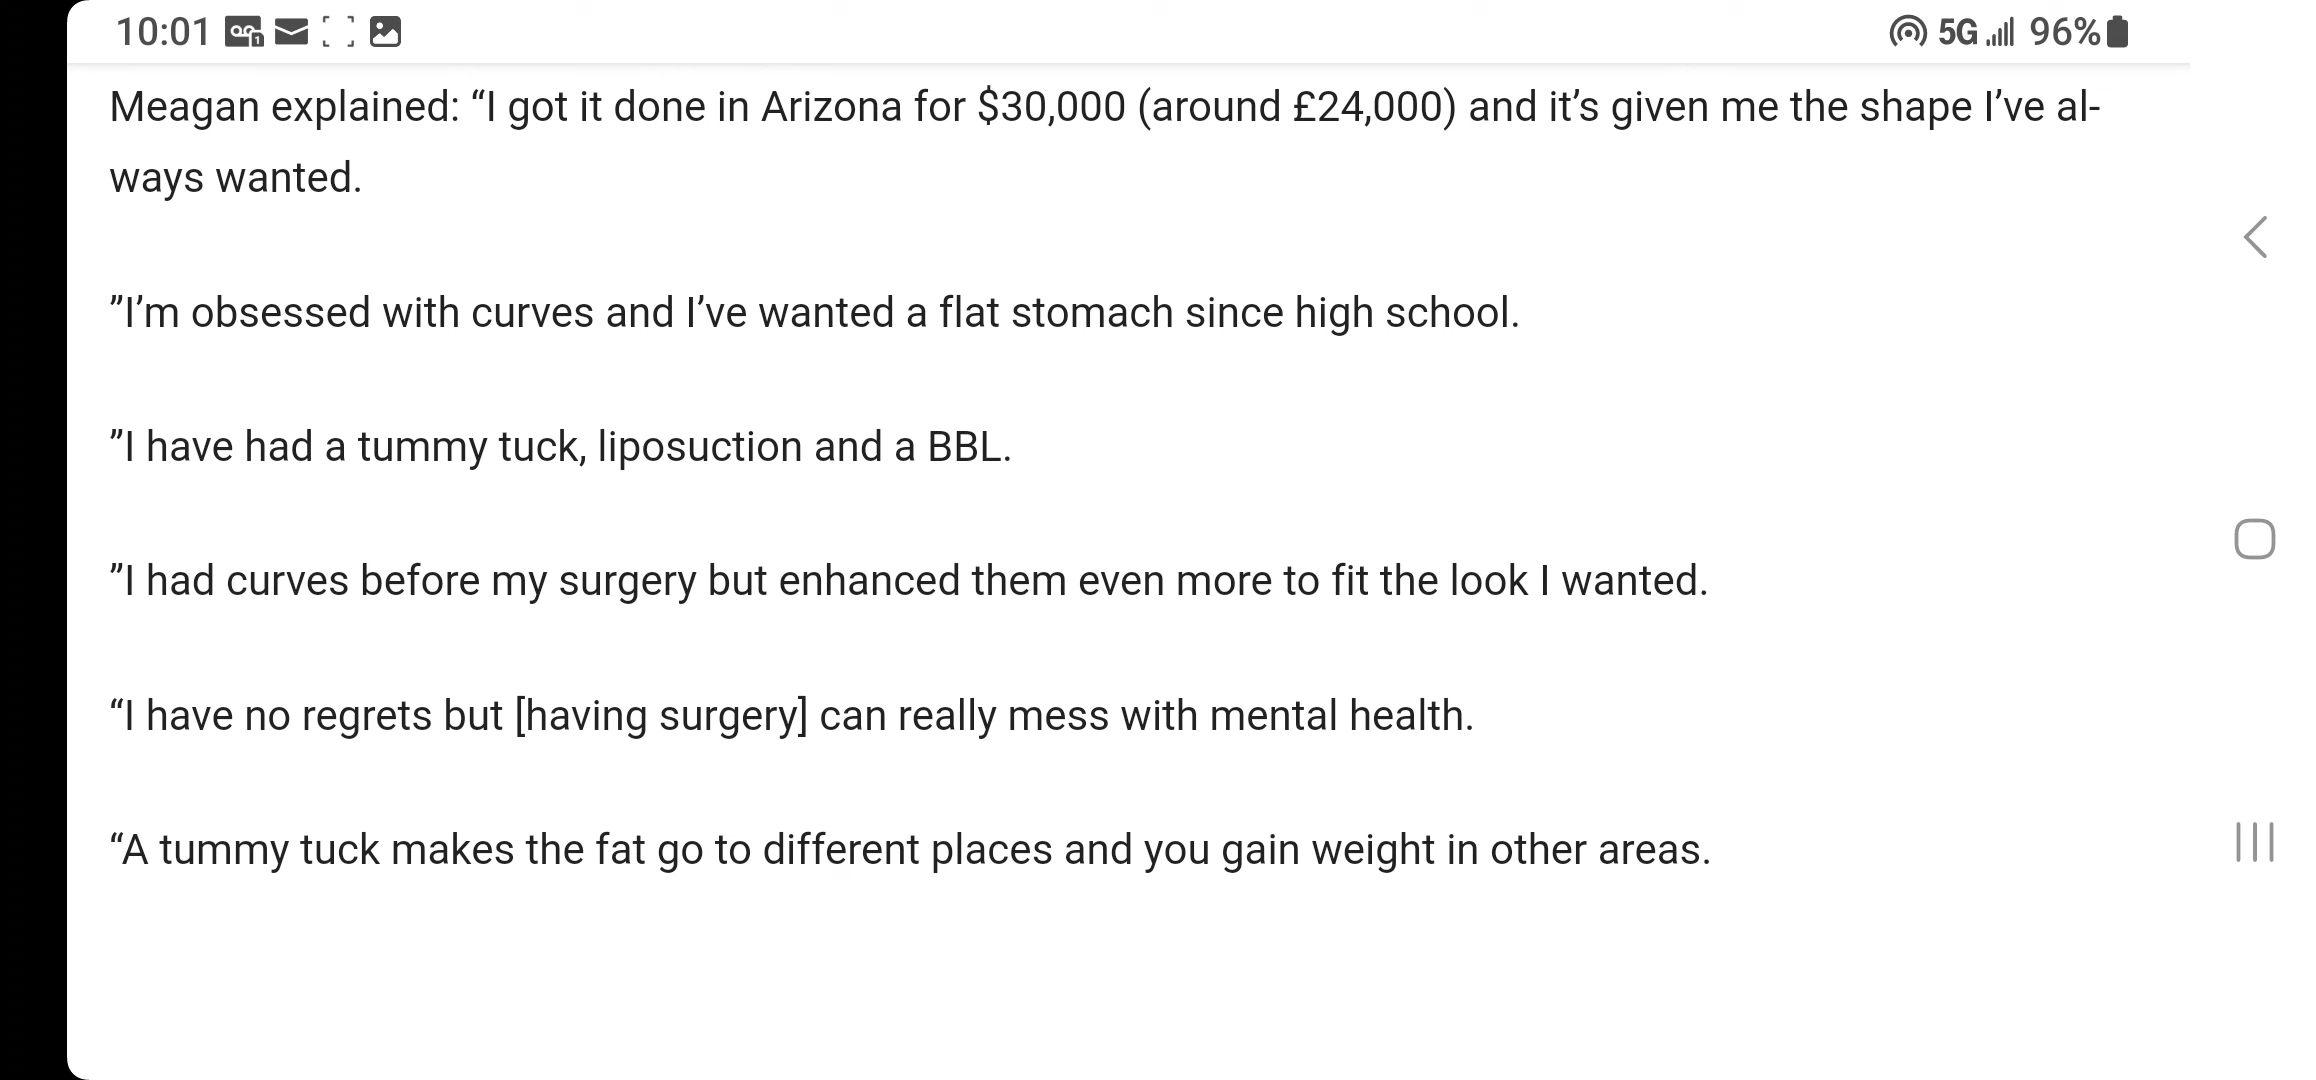 10:01 5G 96%
Meagan explained: “I got it done in Arizona for $30,000 (around £24,000) and it’s given me the shape I’ve al-
ways wanted.
”I’m obsessed with curves and I’ve wanted a flat stomach since high school.
”I have had a tummy tuck, liposuction and a BBL.
”I had curves before my surgery but enhanced them even more to fit the look I wanted.
“I have no regrets but [having surgery] can really mess with mental health.
“A tummy tuck makes the fat go to different places and you gain weight in other areas.